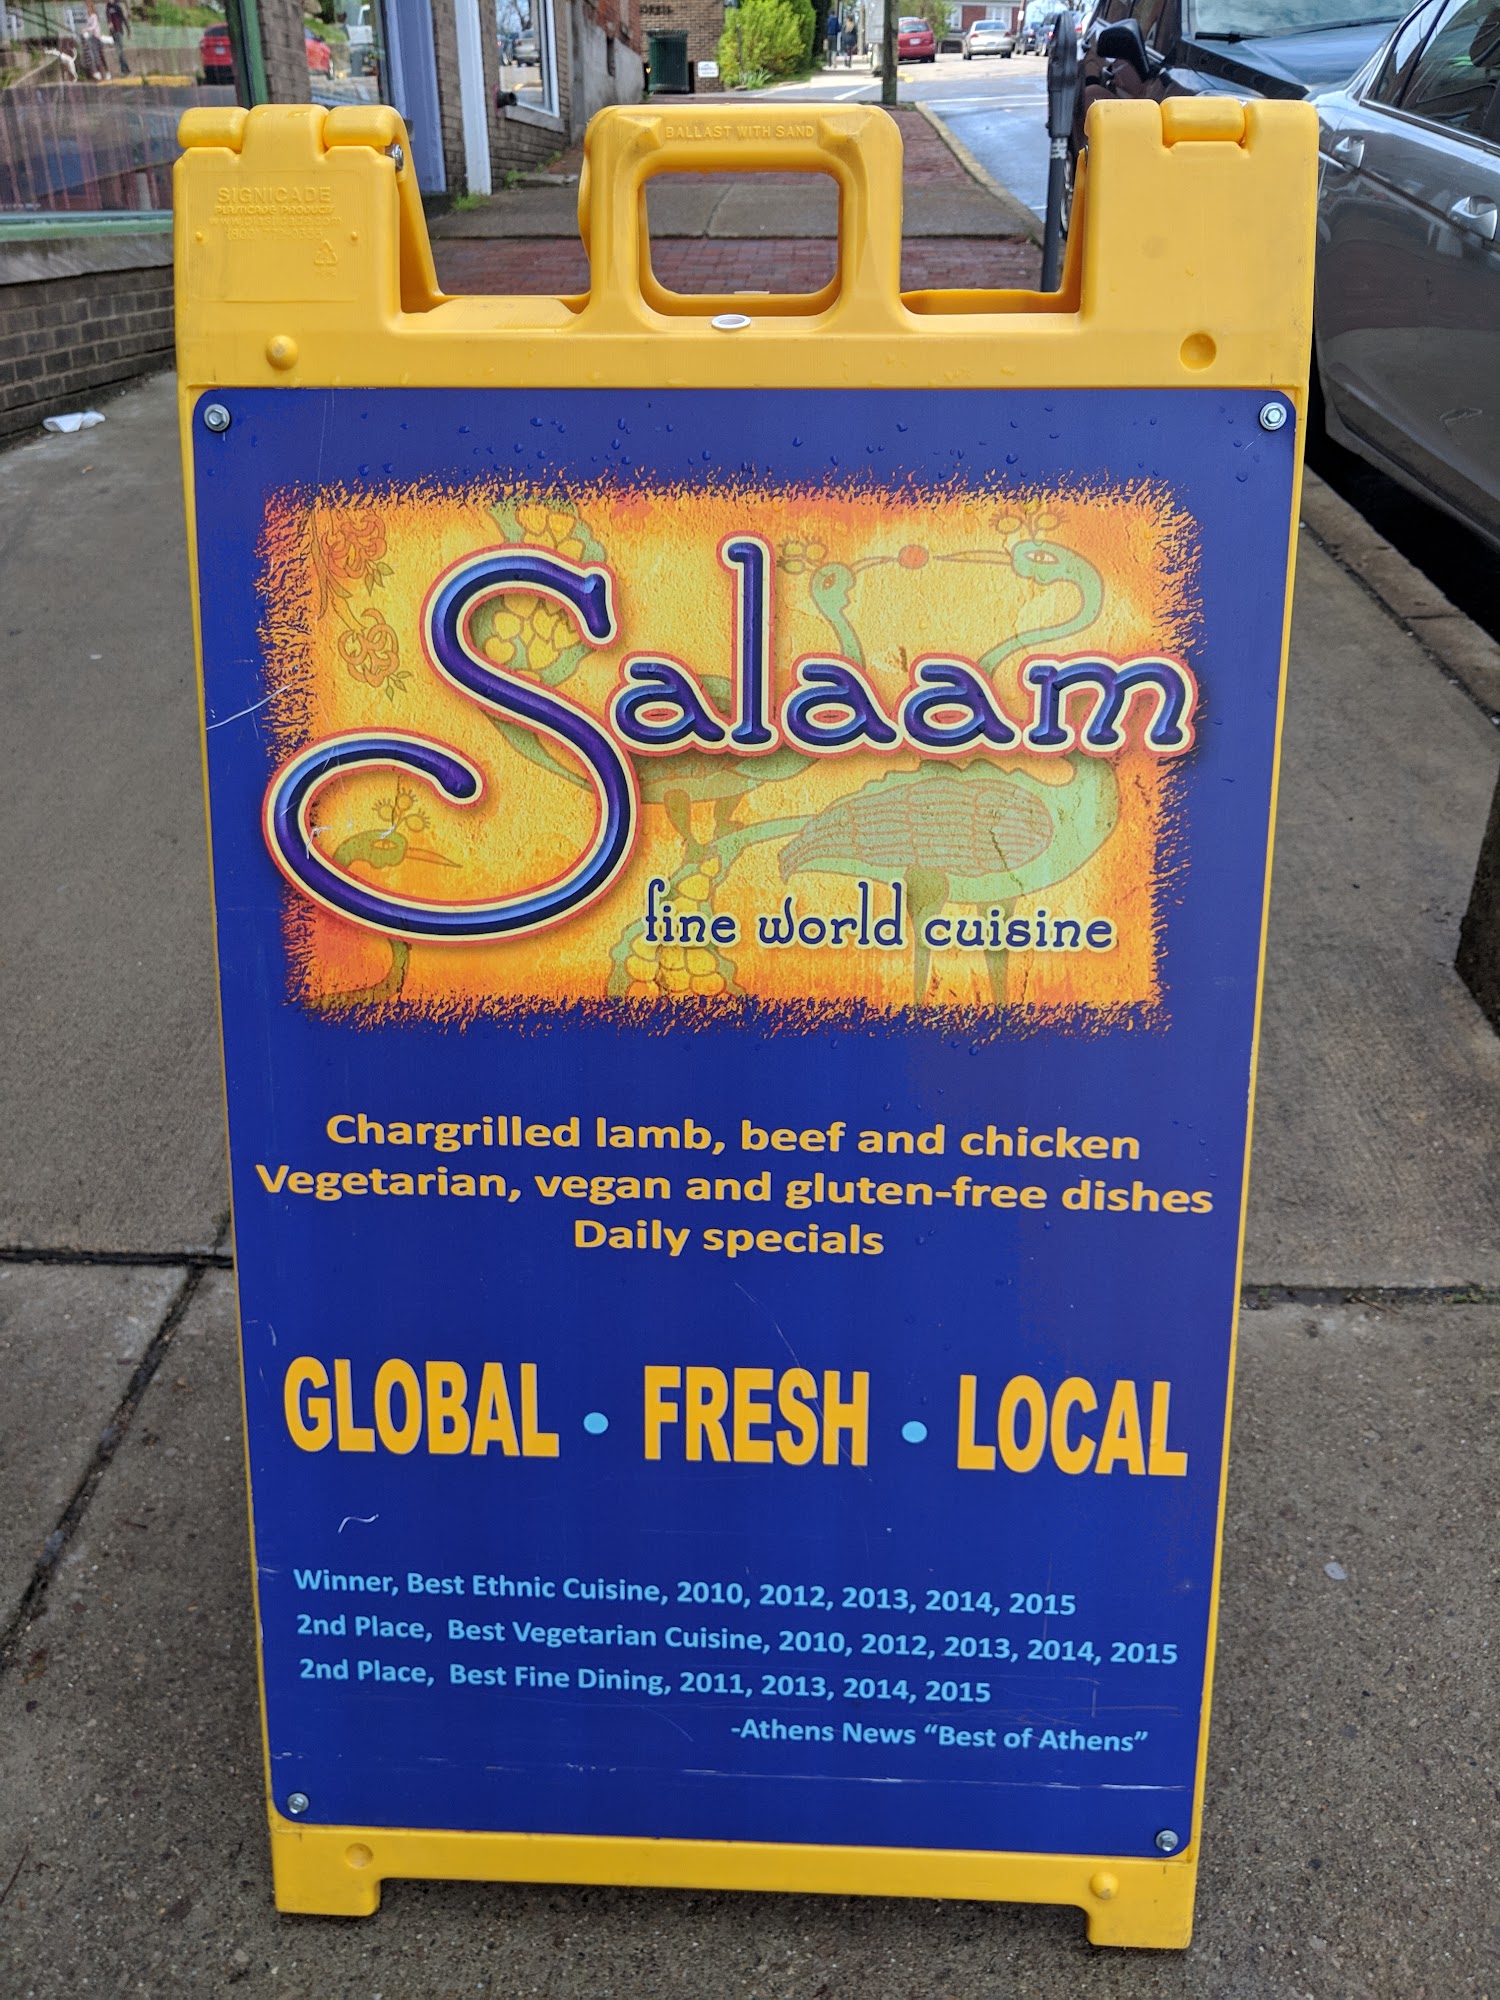 BALLAST WITH SAND
SIGNICADE
PLASTICADE PRODUCTS
Salaam
fine world cuisine
Chargrilled lamb, beef and chicken
Vegetarian, vegan and gluten-free dishes
Daily specials
GLOBAL • FRESH • LOCAL
Winner, Best Ethnic Cuisine, 2010, 2012, 2013, 2014, 2015
2nd Place, Best Vegetarian Cuisine, 2010, 2012, 2013, 2014, 2015
2nd Place, Best Fine Dining, 2011, 2013, 2014, 2015
-Athens News “Best of Athens”